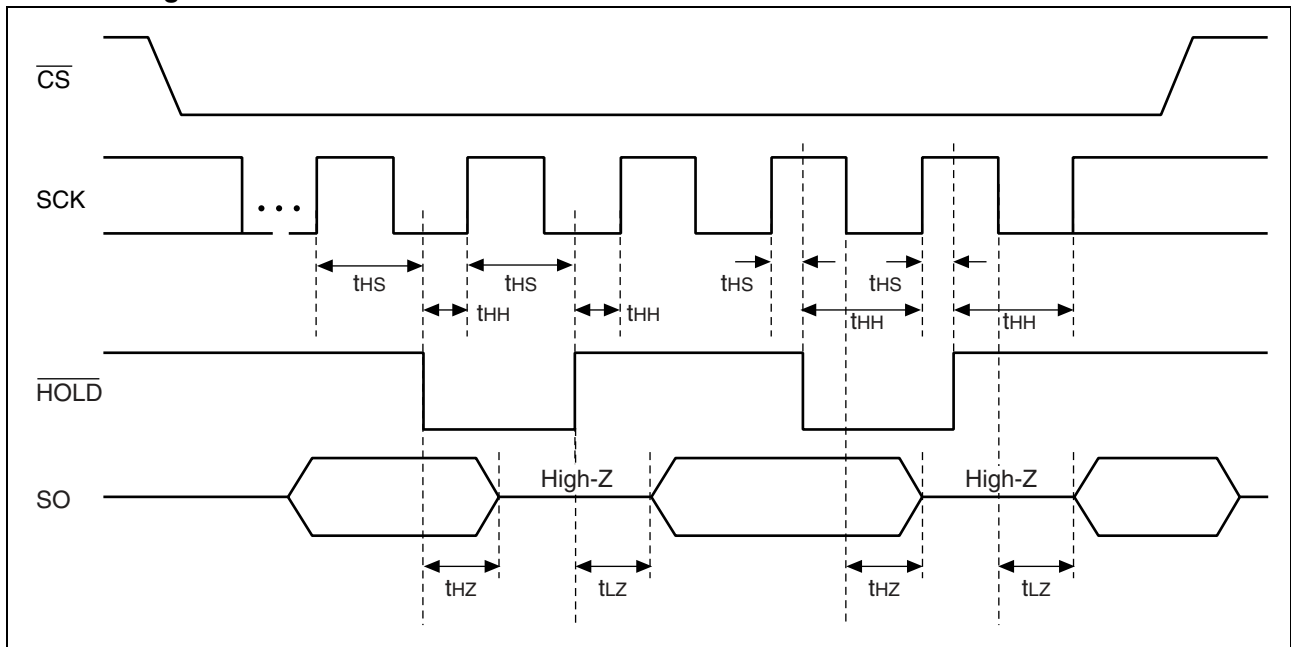 CS
SCK
• • •
tHS
tHS
tHS
tHS
tHH
tHH
tHH
tHH
HOLD
High-Z
High-Z
SO
tHZ
tLZ
tHZ
tLZ